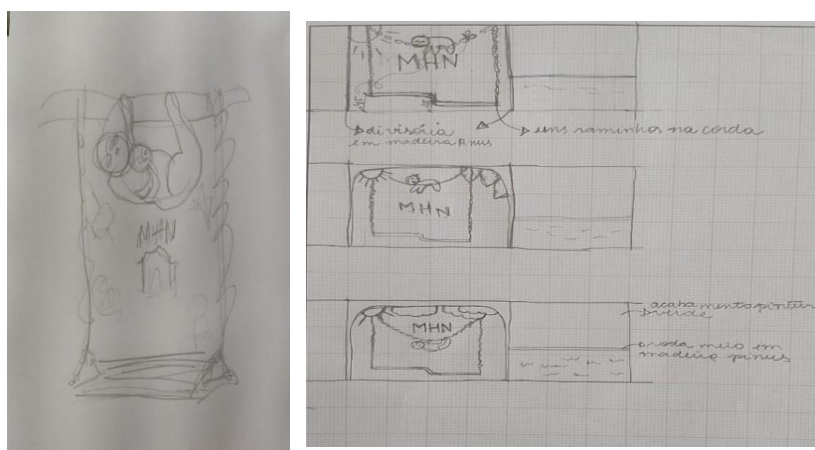 MHN
MHN
divisória
em madeira Pinus
uns raminhos na corda
MHN
MHN
acabamento pintura
verde
roda meio em
madeira pinus